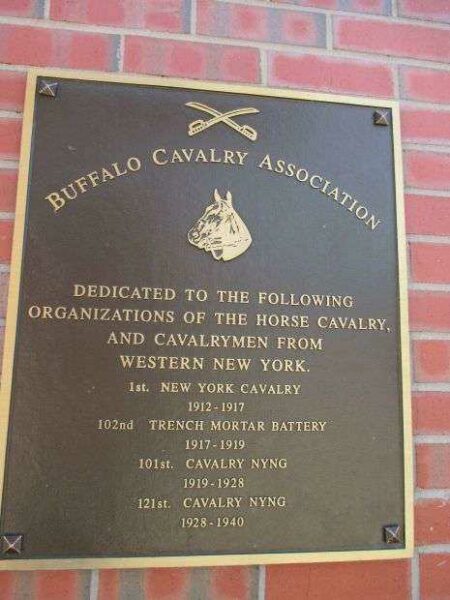 BUFFALO CAVALRY ASSOCIATION
DEDICATED TO THE FOLLOWING
ORGANIZATIONS OF THE HORSE CAVALRY,
AND CAVALRYMEN FROM
WESTERN NEW YORK.
1st. NEW YORK CAVALRY
1912-1917
102nd TRENCH MORTAR BATTERY
1917-1919
101st. CAVALRY NYNG
1919-1928
121st. CAVALRY NYNG
1928-1940